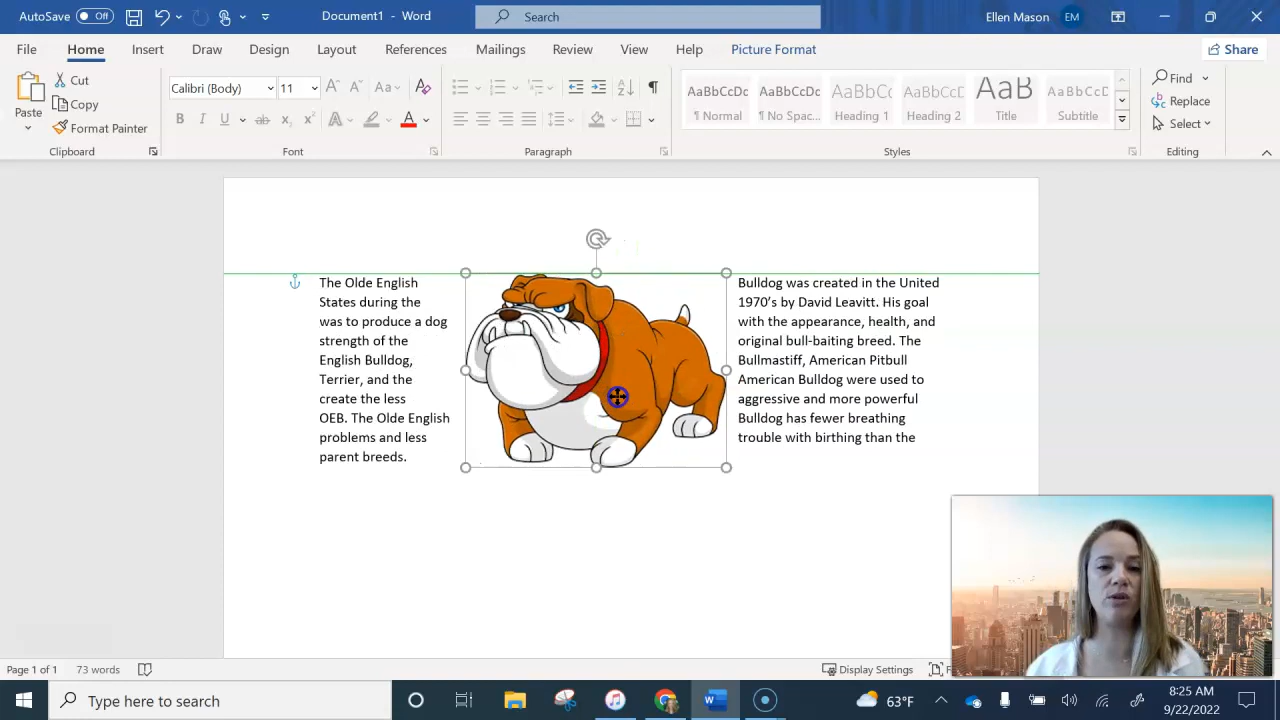 AutoSave Off Document1 - Word Search Ellen Mason EM
File Home Insert Draw Design Layout References Mailings Review View Help Picture Format Share
Paste Cut
Copy
Format Painter
Clipboard
Calibri (Body) 11 A A Aa A
B I U ab x₂ x² A A
Font
Paragraph
AaBbCcDc AaBbCcDc AaBbCc AaBbCcD AaB AaBbCcD
¶ Normal ¶ No Spac... Heading Heading 2 Title Subtitle
Styles
Find
Replace
Select
Editing
The Olde English Bulldog was created in the United
States during the 1970’s by David Leavitt. His goal
was to produce a dog with the appearance, health, and
strength of the original bull-baiting breed. The
English Bulldog, Bullmastiff, American Pitbull
Terrier, and the American Bulldog were used to
create the less aggressive and more powerful
OEB. The Olde English Bulldog has fewer breathing
problems and less trouble with birthing than the
parent breeds.
Page 1 of 1 73 words Display Settings
Type here to search 63°F 8:25 AM
9/22/2022